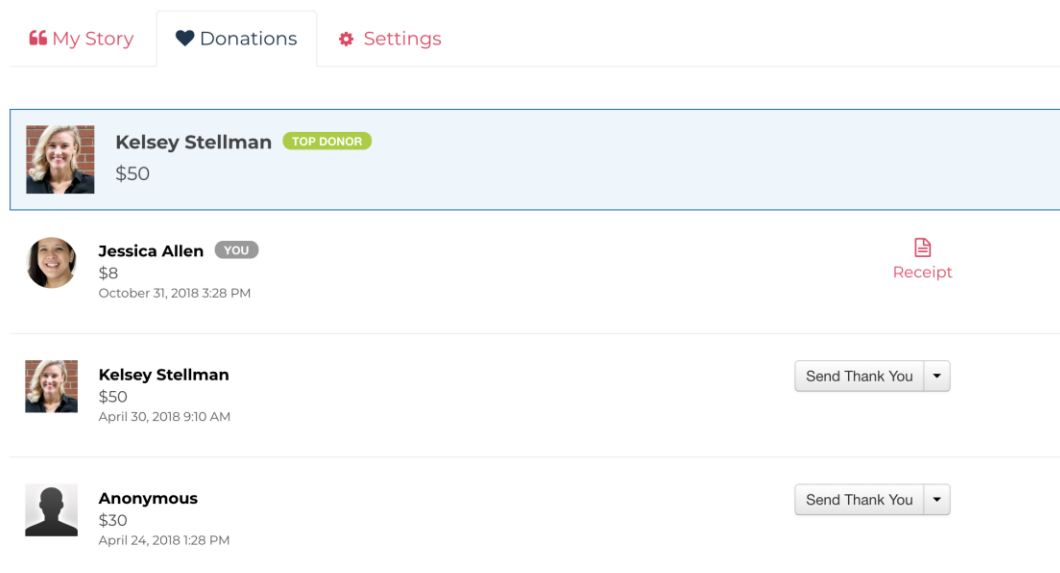 My Story
Donations
Settings
Kelsey Stellman TOP DONOR
$50
Jessica Allen YOU
$8
October 31, 2018 3:28 PM
Receipt
Kelsey Stellman
$50
April 30, 2018 9:10 AM
Send Thank You
Anonymous
$30
April 24, 2018 1:28 PM
Send Thank You